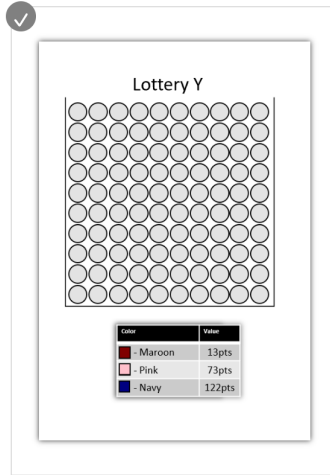 Lottery Y
Color Value
- Maroon 13pts
- Pink 73pts
- Navy 122pts